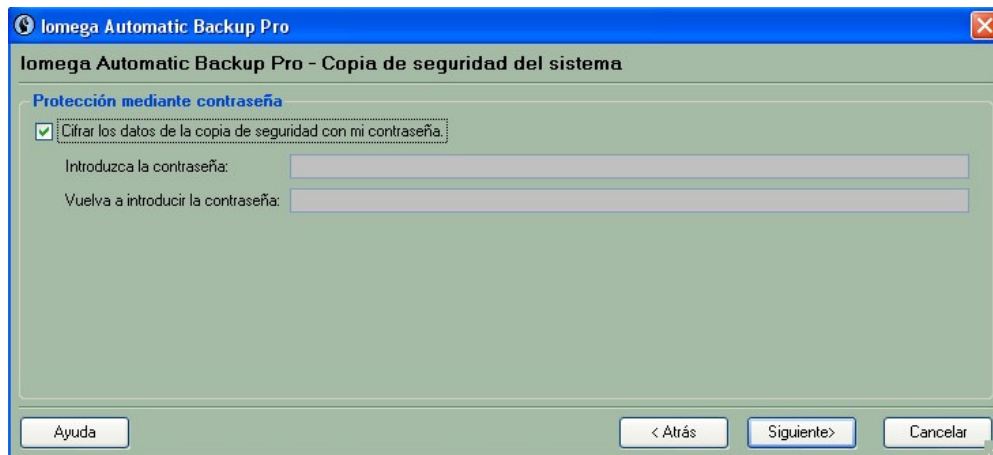 Iomega Automatic Backup Pro
Iomega Automatic Backup Pro - Copia de seguridad del sistema
Protección mediante contraseña
Cifrar los datos de la copia de seguridad con mi contraseña.
Introduzca la contraseña:
Vuelva a introducir la contraseña:
Ayuda
< Atrás
Siguiente>
Cancelar